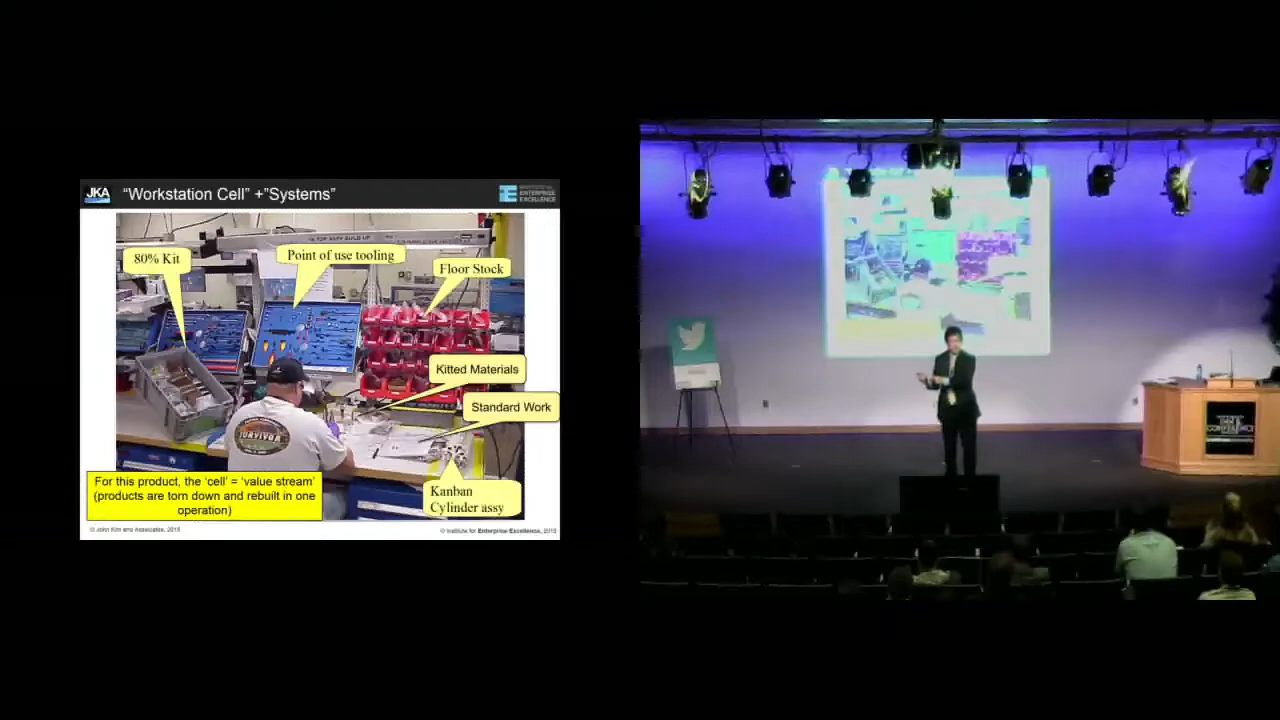 JKA
"Workstation Cell" +"Systems"
ENTERPRISE
EXCELLENCE
80% Kit
Point of use tooling
Floor Stock
Kitted Materials
Standard Work
SURVIVOR
For this product, the 'cell' = 'value stream'
(products are torn down and rebuilt in one
operation)
Kanban
Cylinder assy
© John Kim and Associates, 2015
© Institute for Enterprise Excellence, 2015